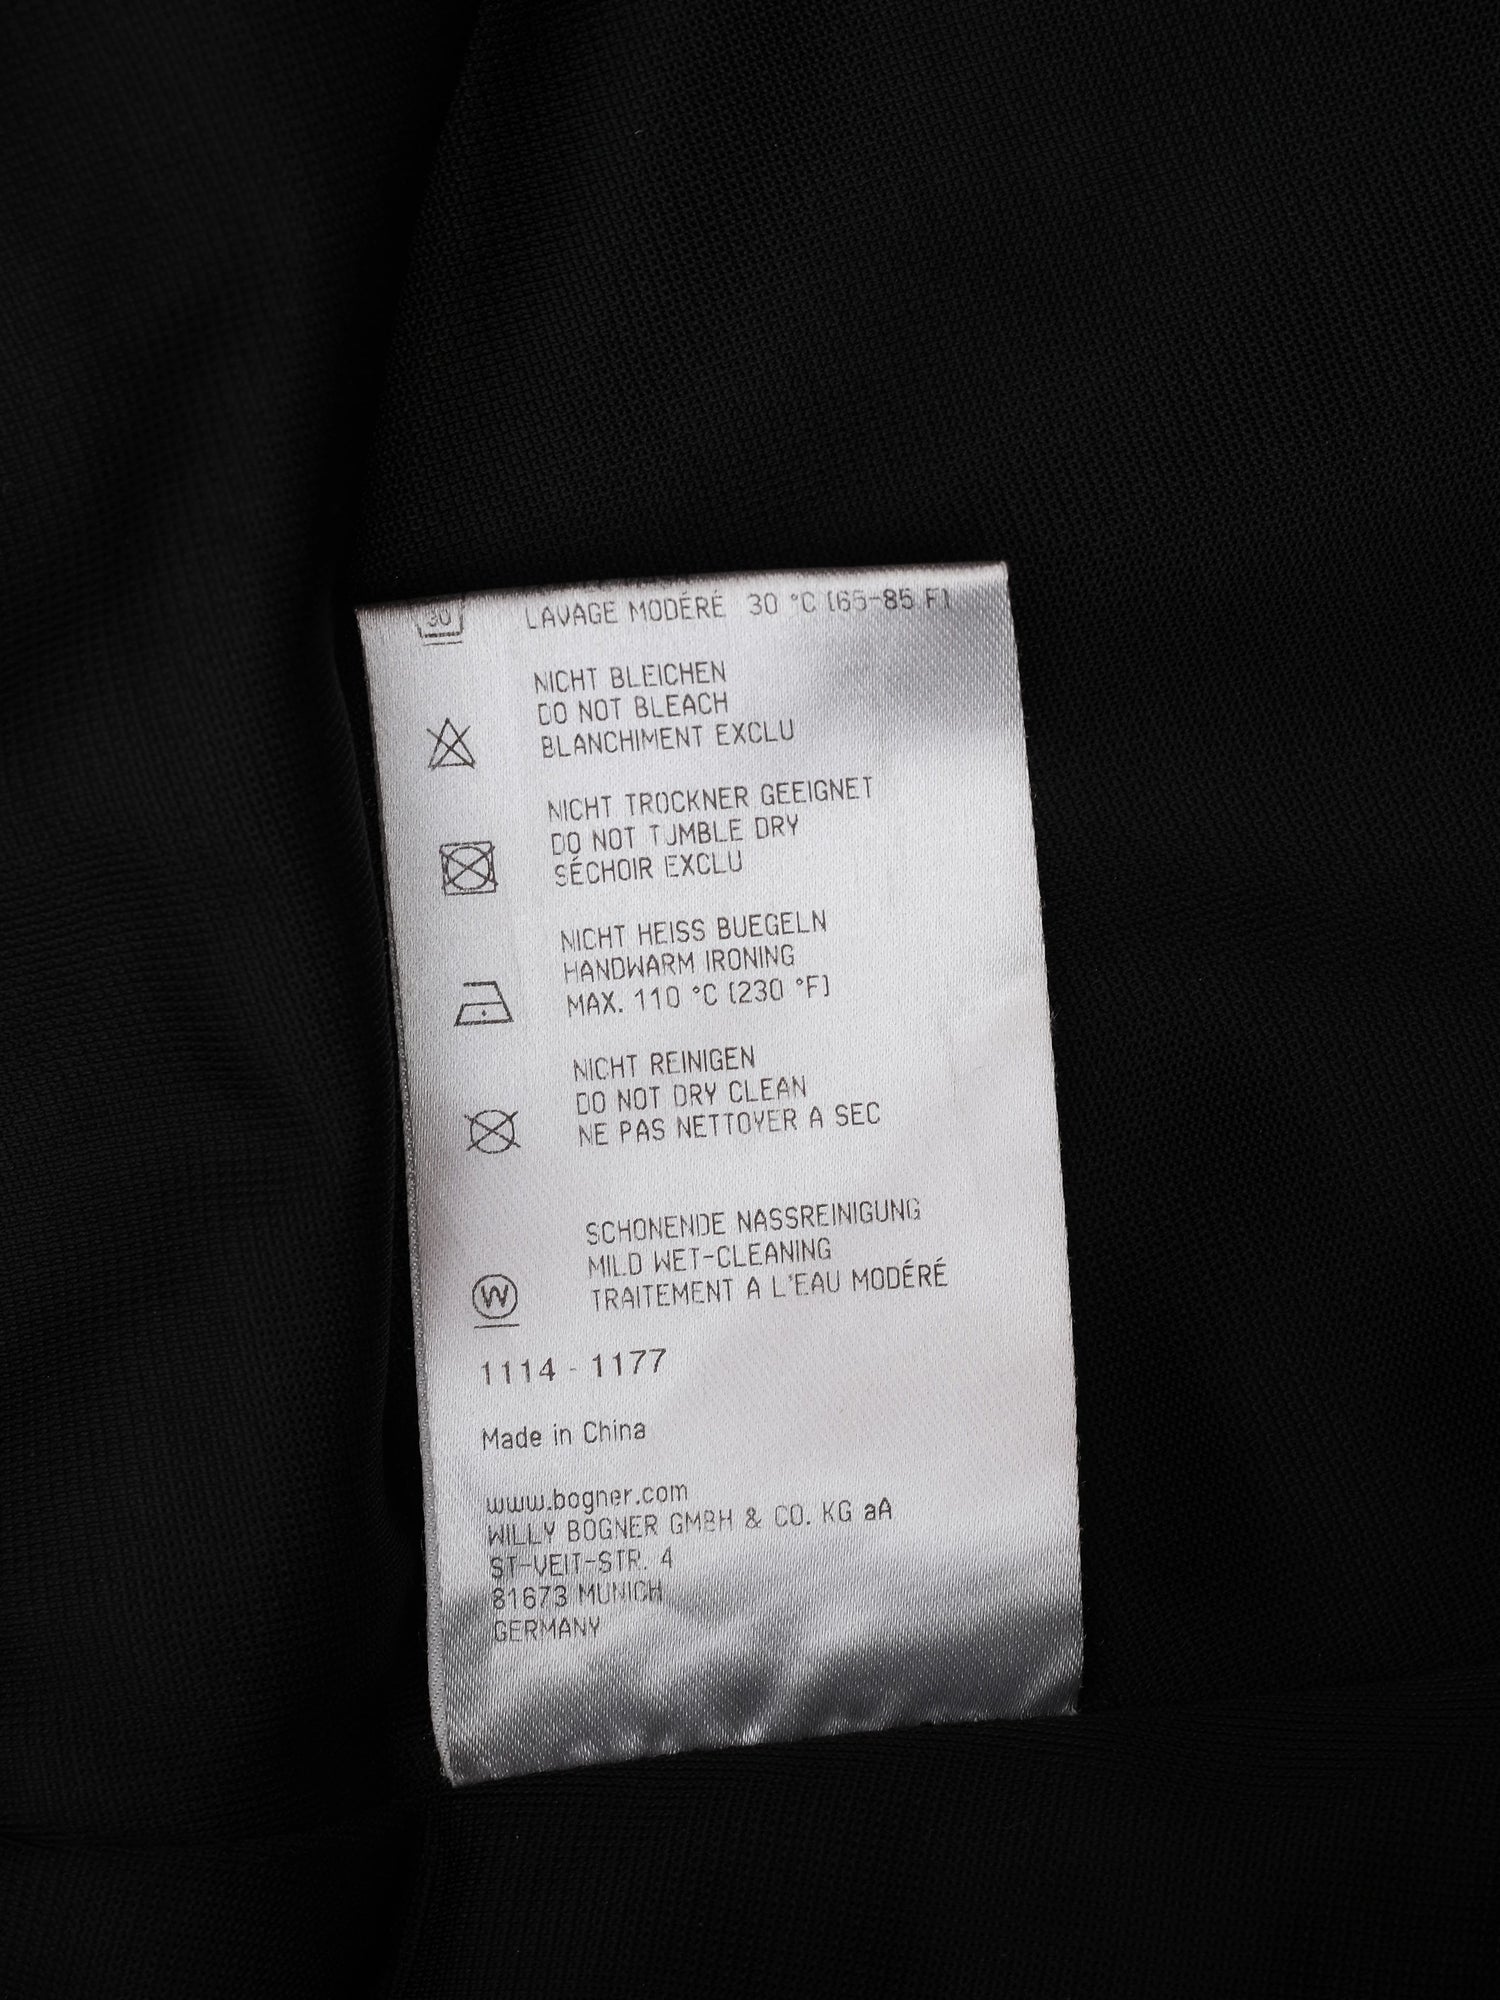 30 LAVAGE MODÉRÉ 30 °C (65-85 F)
NICHT BLEICHEN
DO NOT BLEACH
BLANCHIMENT EXCLU
NICHT TROCKNER GEEIGNET
DO NOT TUMBLE DRY
SÉCHOIR EXCLU
NICHT HEISS BUEGELN
HANDWARM IRONING
MAX. 110 °C (230 °F)
NICHT REINIGEN
DO NOT DRY CLEAN
NE PAS NETTOYER A SEC
SCHONENDE NASSREINIGUNG
MILD WET-CLEANING
TRAITEMENT A L'EAU MODÉRÉ
W
1114 - 1177
Made in China
www.bogner.com
WILLY BOGNER GMBH & CO. KG aA
ST-VEIT-STR. 4
81673 MUNICH
GERMANY